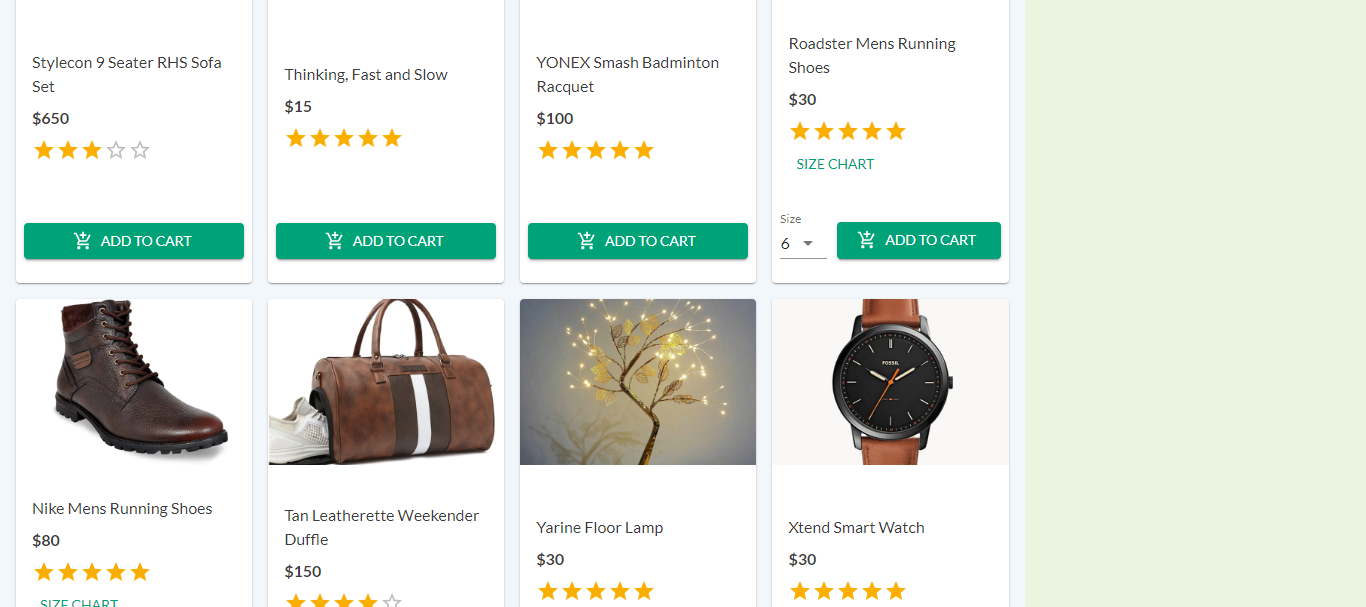 Stylecon 9 Seater RHS Sofa
Set
$650
ADD TO CART
Thinking, Fast and Slow
$15
ADD TO CART
YONEX Smash Badminton
Racquet
$100
ADD TO CART
Roadster Mens Running
Shoes
$30
SIZE CHART
Size
6
ADD TO CART
Nike Mens Running Shoes
$80
SIZE CHART
Tan Leatherette Weekender
Duffle
$150
Yarine Floor Lamp
$30
FOSSIL
Xtend Smart Watch
$30